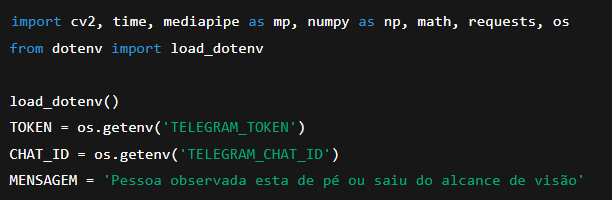 import cv2, time, mediapipe as mp, numpy as np, math, requests, os
from dotenv import load_dotenv
load_dotenv()
TOKEN = os.getenv('TELEGRAM_TOKEN')
CHAT_ID = os.getenv('TELEGRAM_CHAT_ID')
MENSAGEM = 'Pessoa observada esta de pé ou saiu do alcance de visão'